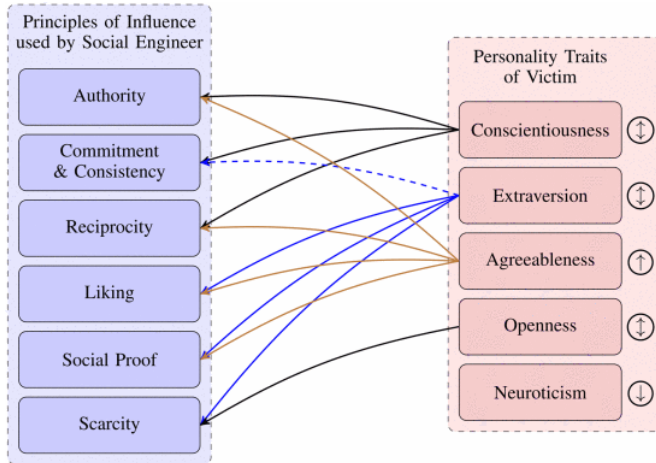 Principles of Influence
used by Social Engineer
Authority
Commitment
& Consistency
Reciprocity
Liking
Social Proof
Scarcity
Personality Traits
of Victim
Conscientiousness
↕
Extraversion
↕
Agreeableness
↑
Openness
↕
Neuroticism
↓